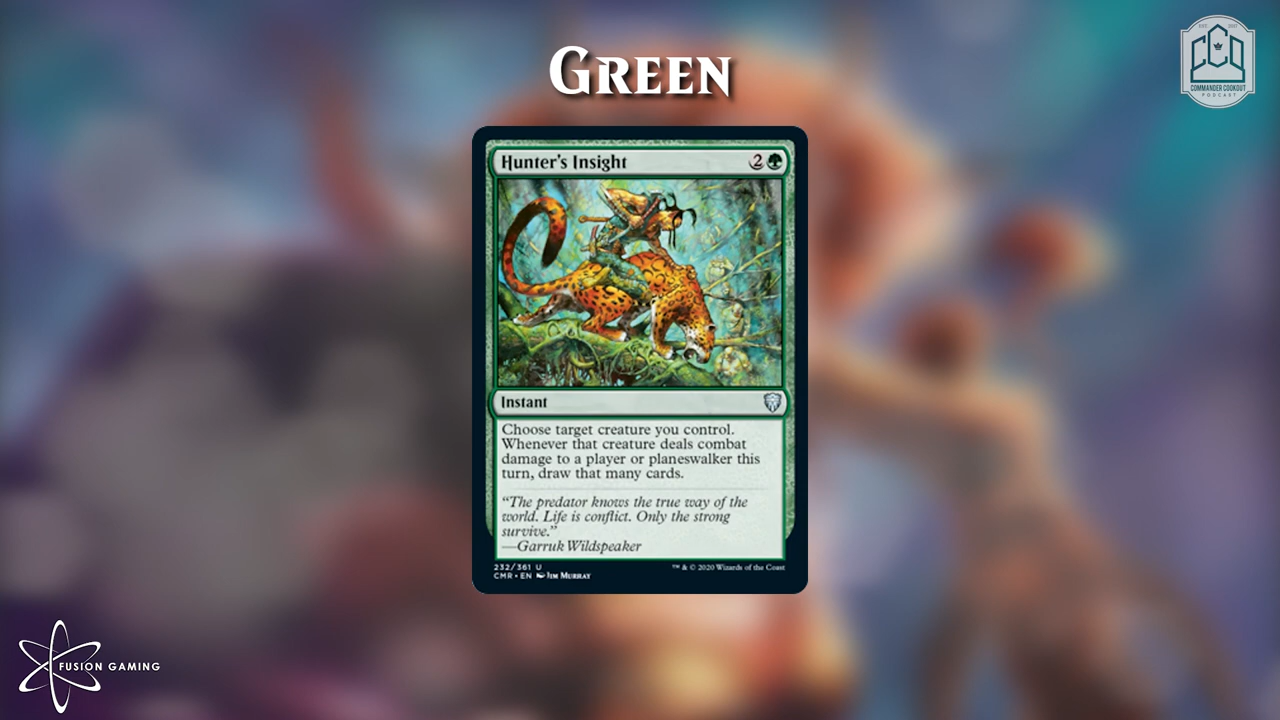 GREEN
CCO
COMMANDER COOKOUT
PODCAST
Hunter's Insight 2
Instant
Choose target creature you control.
Whenever that creature deals combat
damage to a player or planeswalker this
turn, draw that many cards.
“The predator knows the true way of the
world. Life is conflict. Only the strong
survive.”
—Garruk Wildspeaker
232/361 U
CMR • EN Jim Murray
™ & © 2020 Wizards of the Coast
FUSION GAMING